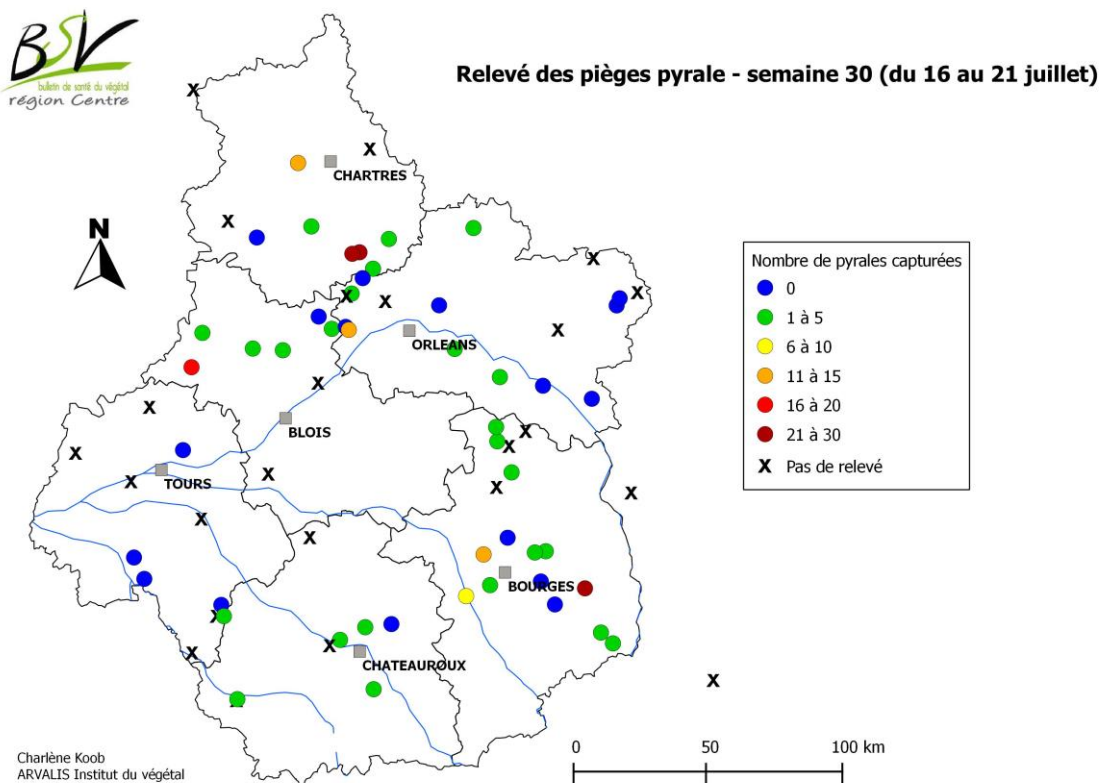 BSV
bulletin de santé du végétal
région Centre
Relevé des pièges pyrale - semaine 30 (du 16 au 21 juillet)
N
CHARTRES
ORLEANS
BLOIS
TOURS
BOURGES
CHATEAUROUX
Nombre de pyrales capturées
0
1 à 5
6 à 10
11 à 15
16 à 20
21 à 30
X Pas de relevé
Charlène Koob
ARVALIS Institut du végétal
0 50 100 km